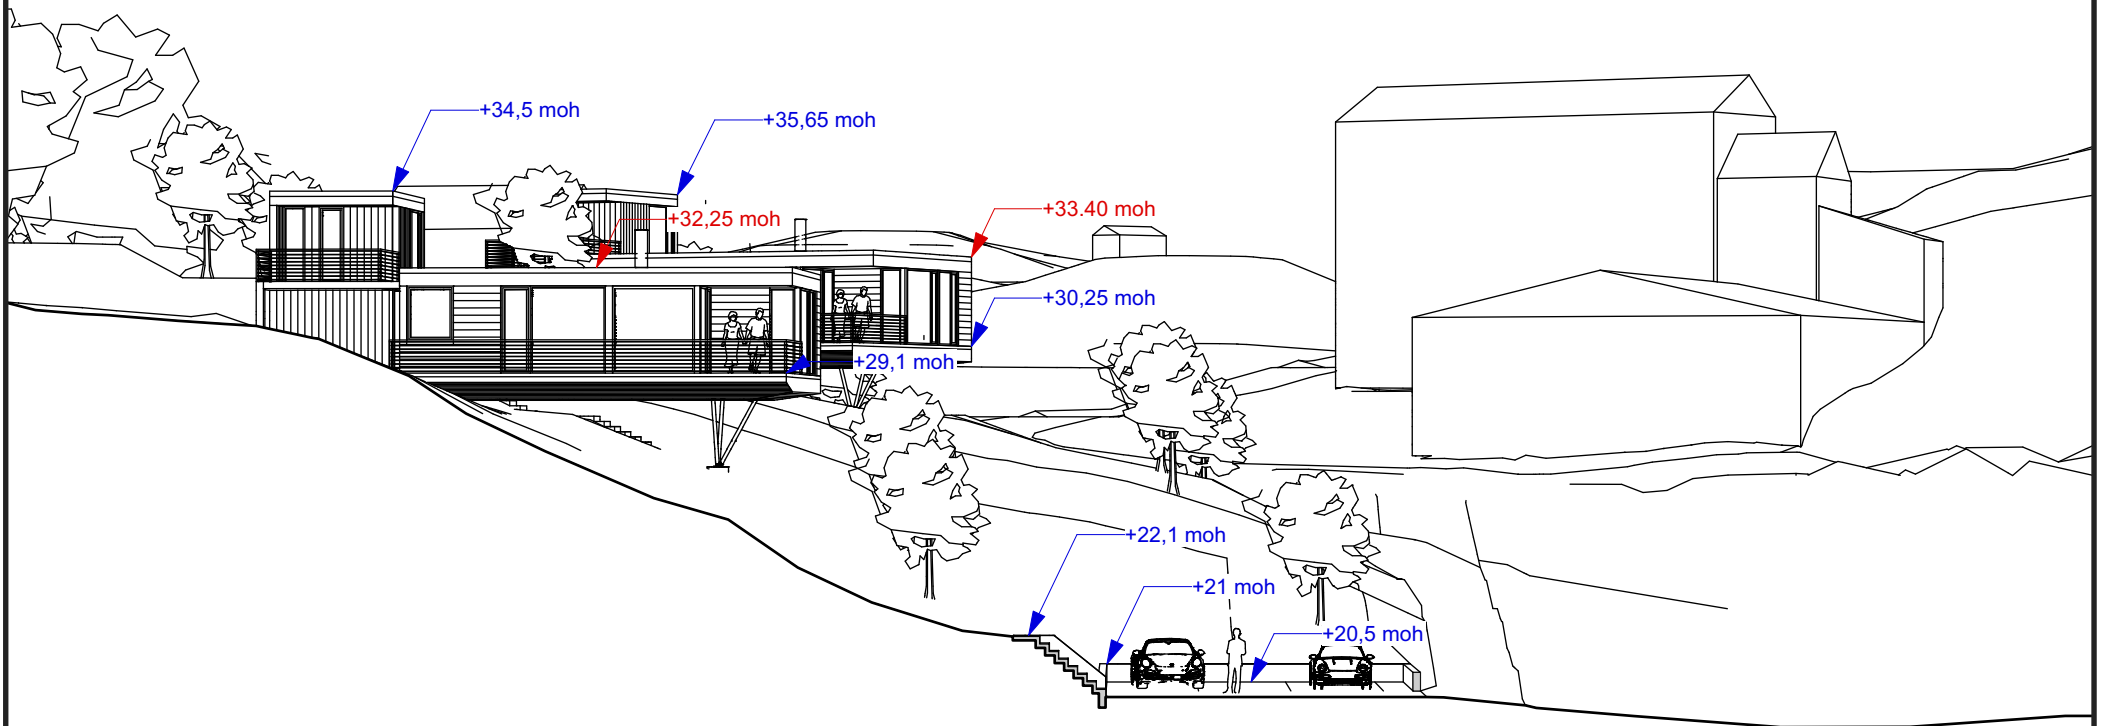 +34,5 moh
+35,65 moh
+32,25 moh
+33.40 moh
+30,25 moh
+29,1 moh
+22,1 moh
+21 moh
+20,5 moh